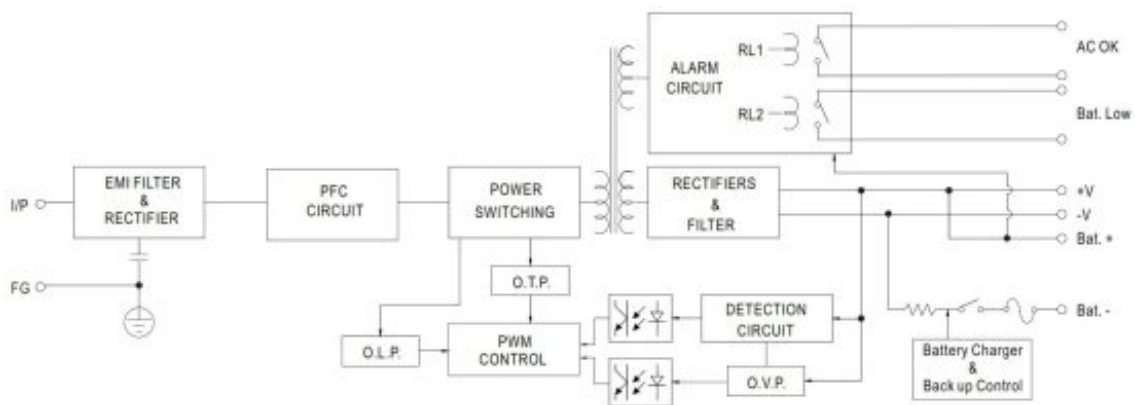 RL1
AC OK
ALARM
CIRCUIT
RL2
Bat. Low
I/P
EMI FILTER
&
RECTIFIER
PFC
CIRCUIT
POWER
SWITCHING
RECTIFIERS
&
FILTER
+V
-V
Bat. +
FG
O.T.P.
DETECTION
CIRCUIT
Bat. -
O.L.P.
PWM
CONTROL
O.V.P.
Battery Charger
&
Back up Control